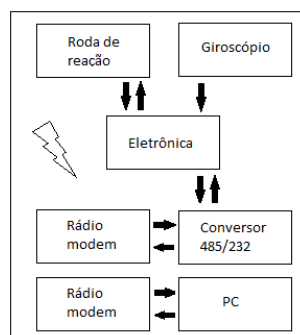 Roda de
reação
Giroscópio
Eletrônica
Rádio
modem
Conversor
485/232
Rádio
modem
PC